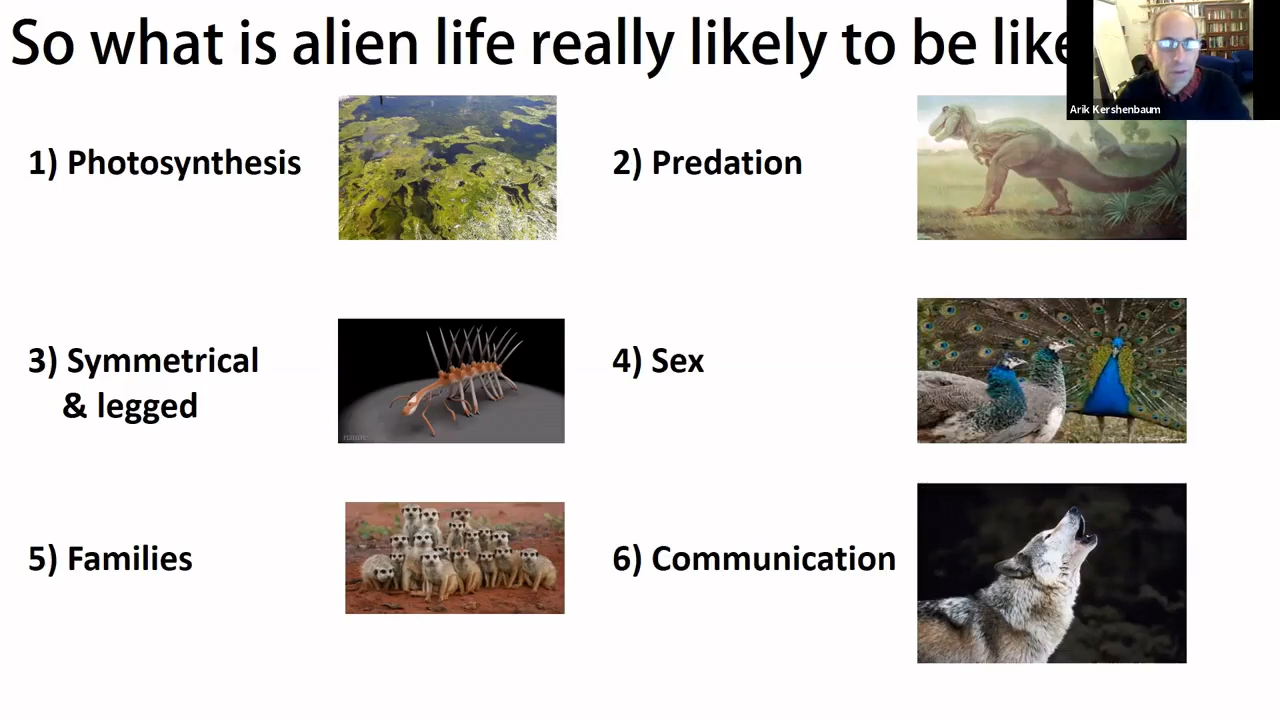 So what is alien life really likely to be like
Arik Kershenbaum
1) Photosynthesis
2) Predation
3) Symmetrical
& legged
4) Sex
5) Families
6) Communication
nature